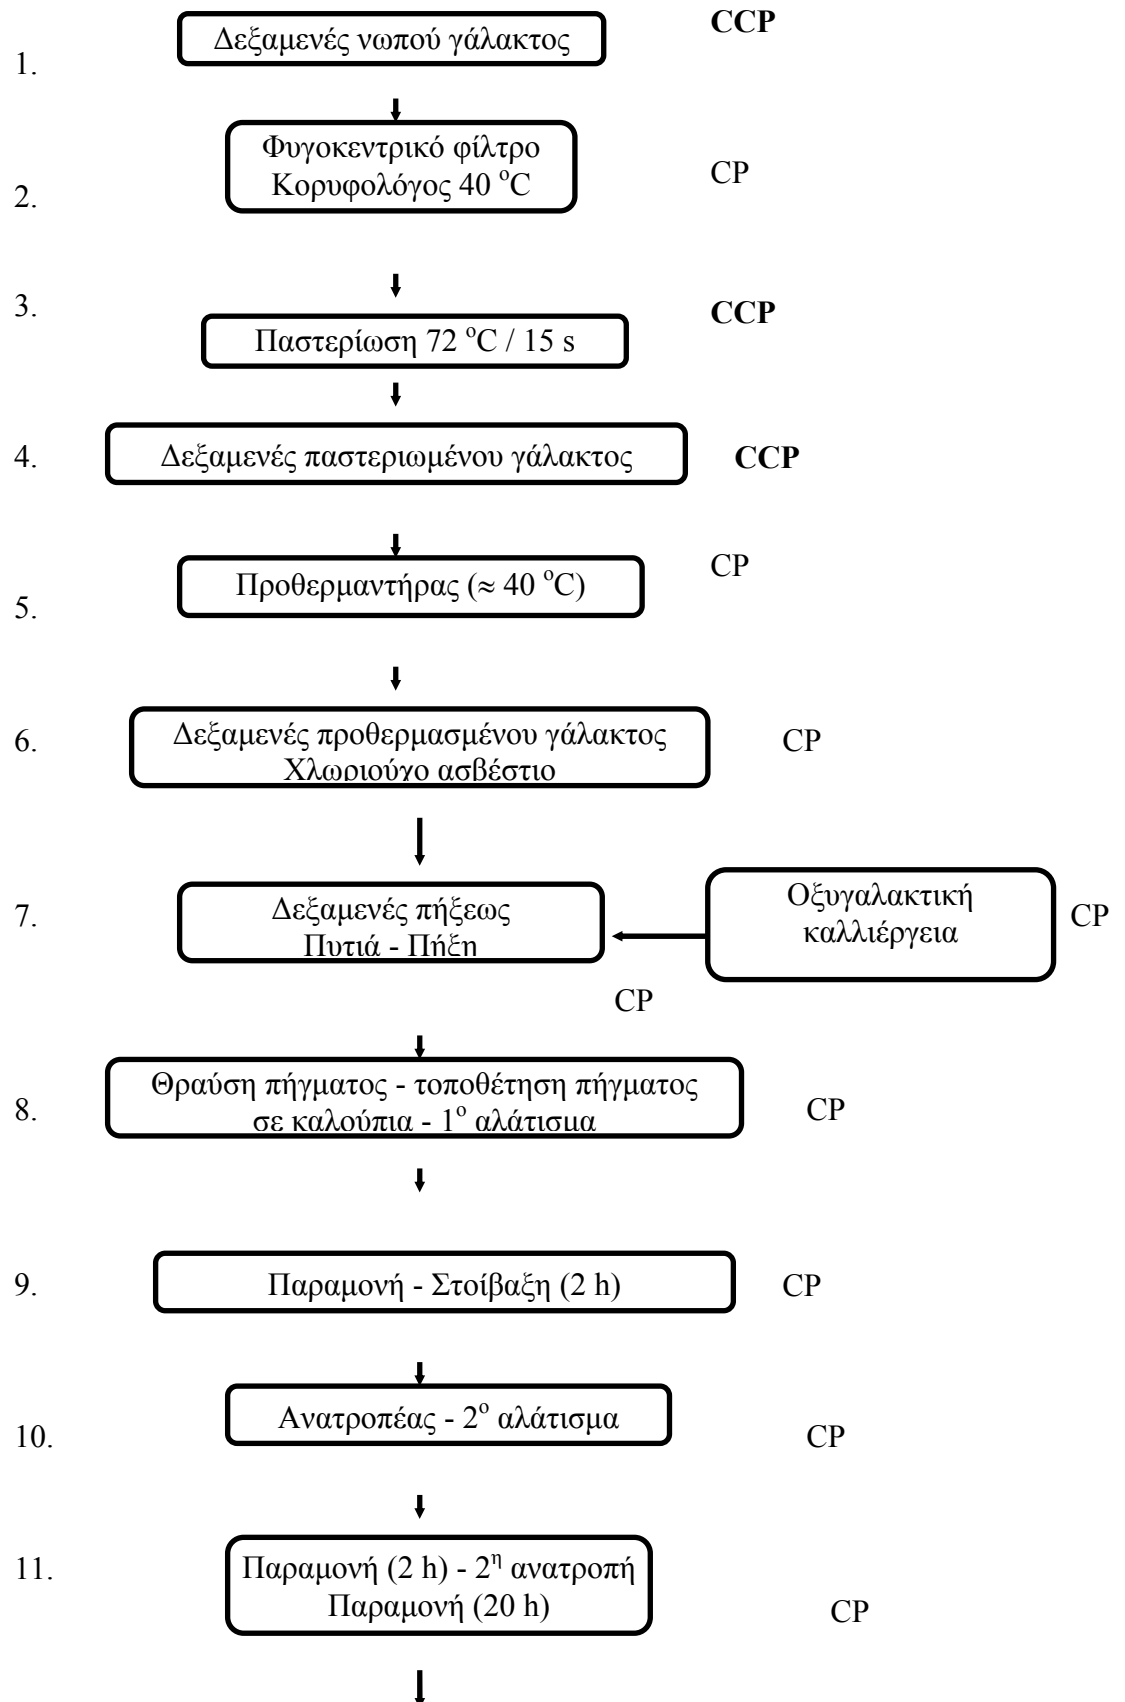 CCP
1.
Δεξαμενές νωπού γάλακτος
2.
Φυγοκεντρικό φίλτρο
Κορυφολόγος 40 °C
CP
3.
CCP
Παστερίωση 72 °C / 15 s
4.
Δεξαμενές παστεριωμένου γάλακτος
CCP
CP
5.
Προθερμαντήρας (≈ 40 °C)
6.
Δεξαμενές προθερμασμένου γάλακτος
Χλωριούχο ασβέστιο
CP
7.
Δεξαμενές πήξεως
Πυτιά - Πήξη
Οξυγαλακτική
καλλιέργεια
CP
CP
8.
Θραύση πήγματος - τοποθέτηση πήγματος
σε καλούπια - 1º αλάτισμα
CP
9.
Παραμονή - Στοίβαξη (2 h)
CP
10.
Ανατροπέας - 2º αλάτισμα
CP
11.
Παραμονή (2 h) - 2η ανατροπή
Παραμονή (20 h)
CP